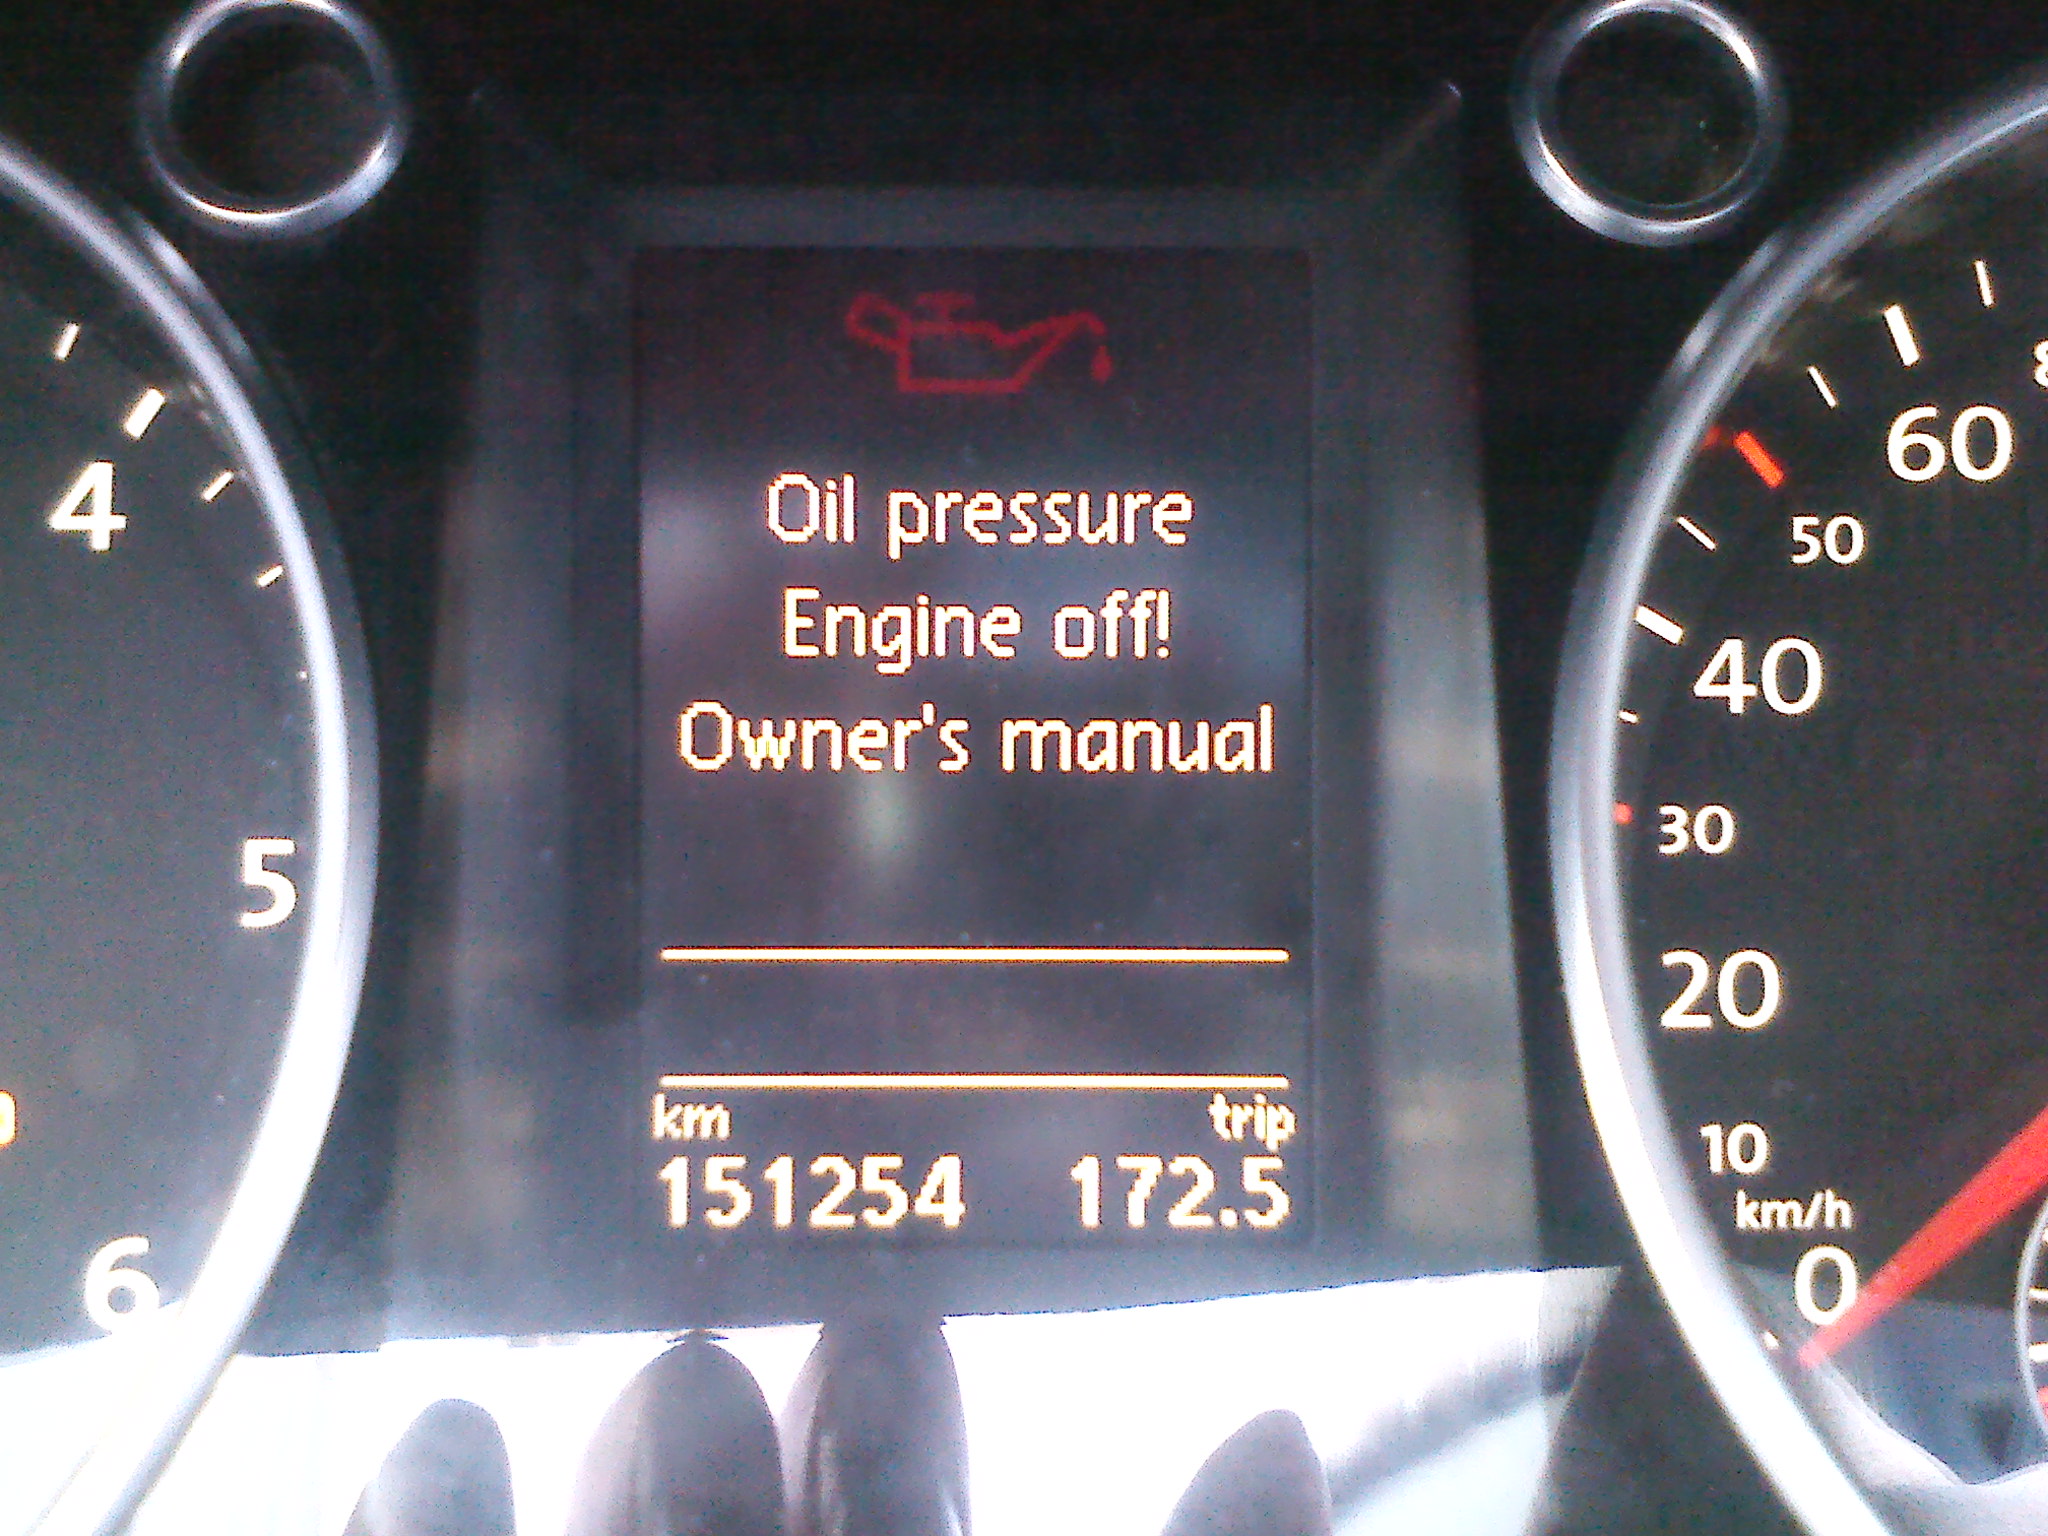 Oil pressure
Engine off!
Owner's manual
km trip
151254 172.5
4
5
6
60
50
40
30
20
10
km/h
0